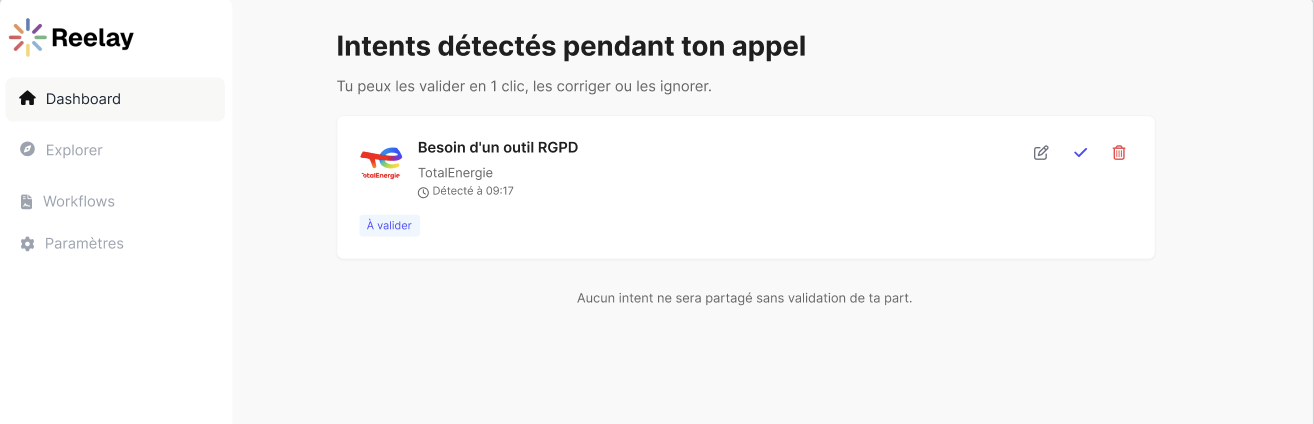 Reelay
Dashboard
Explorer
Workflows
Paramètres
Intents détectés pendant ton appel
Tu peux les valider en 1 clic, les corriger ou les ignorer.
Besoin d'un outil RGPD
TotalEnergie
TotalEnergie
Détecté à 09:17
À valider
Aucun intent ne sera partagé sans validation de ta part.